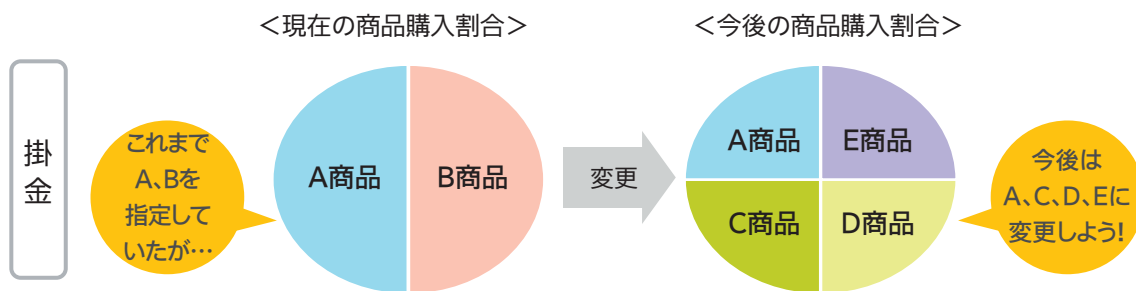 ＜現在の商品購入割合＞
＜今後の商品購入割合＞
掛金
これまで
A、Bを
指定して
いたが…
A商品
B商品
変更
A商品
E商品
C商品
D商品
今後は
A、C、D、Eに
変更しよう!